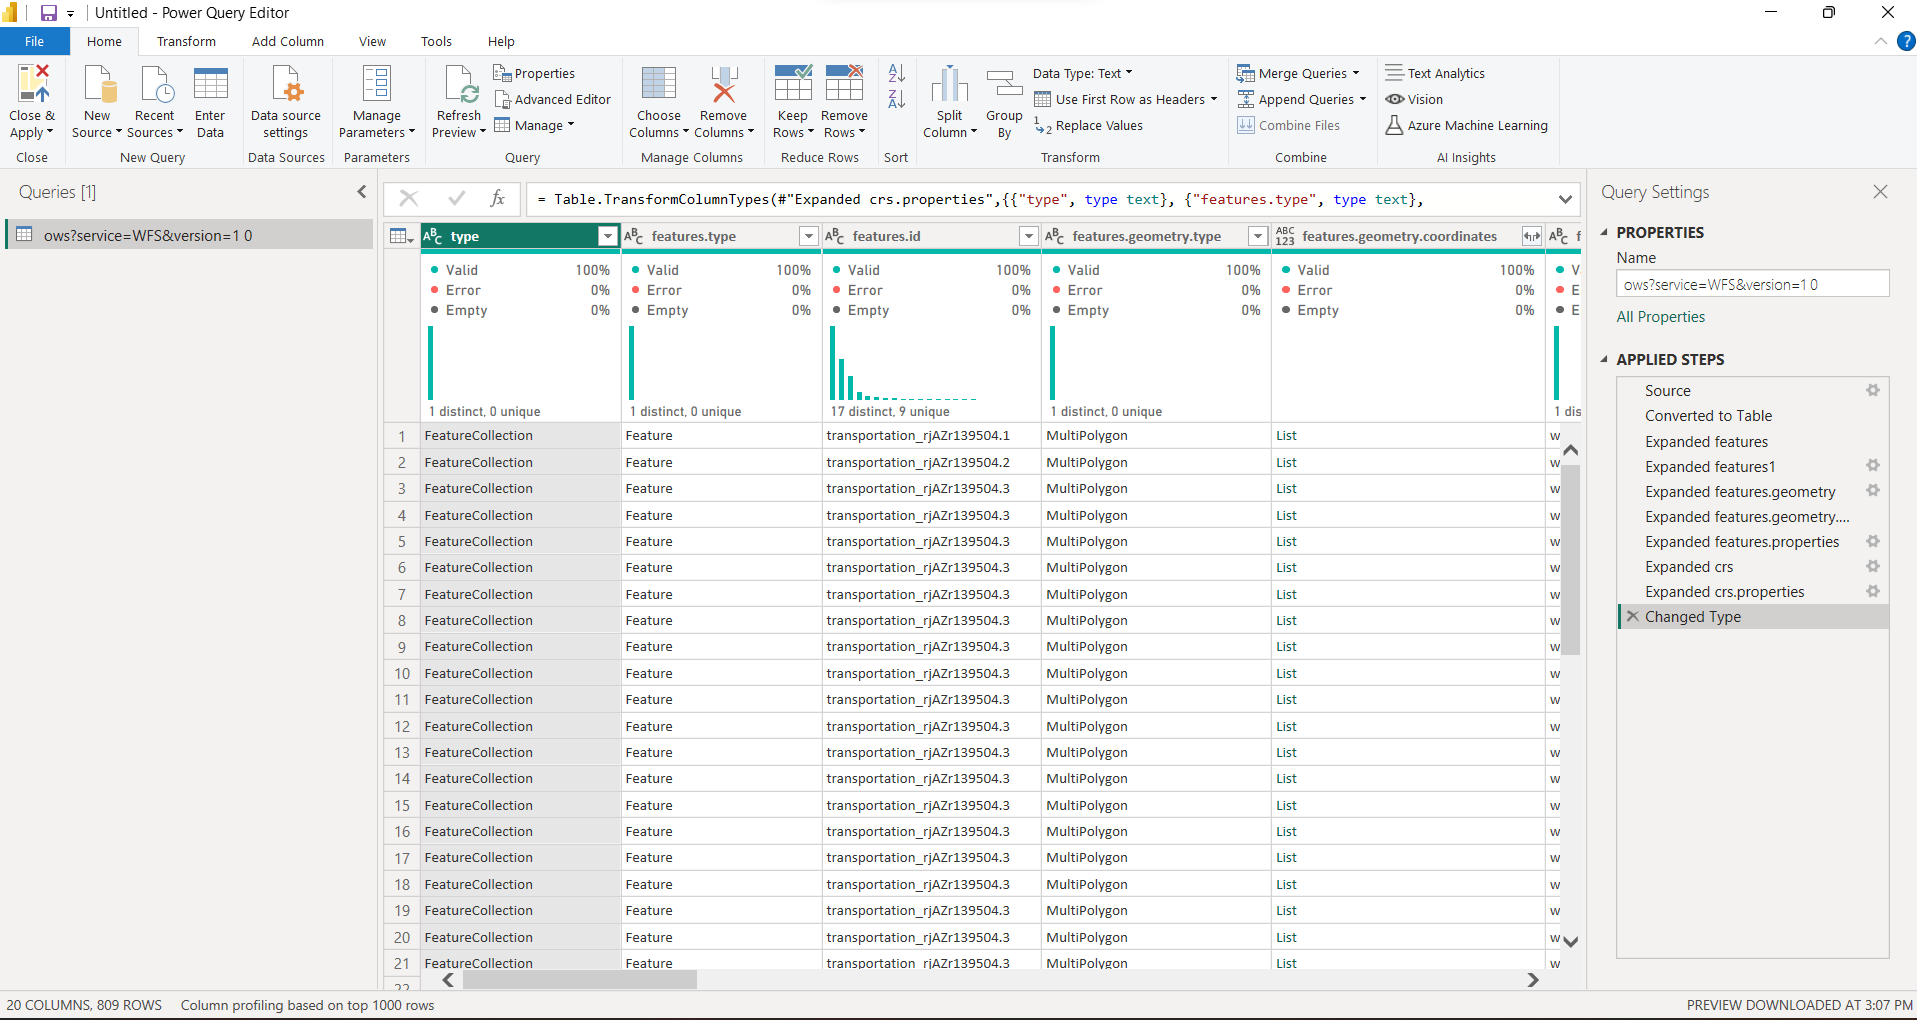 Untitled - Power Query Editor
File Home Transform Add Column View Tools Help
Close & Apply
Close
New Source
Recent Sources
Enter Data
New Query
Data source settings
Data Sources
Manage Parameters
Parameters
Refresh Preview
Properties
Advanced Editor
Manage
Query
Choose Columns
Remove Columns
Manage Columns
Keep Rows
Remove Rows
Reduce Rows
Sort
Split Column
Group By
Data Type: Text
Use First Row as Headers
Replace Values
Transform
Merge Queries
Append Queries
Combine Files
Combine
Text Analytics
Vision
Azure Machine Learning
AI Insights
Queries [1]
ows?service=WFS&version=1 0
fx = Table.TransformColumnTypes(#"Expanded crs.properties",{{"type", type text}, {"features.type", type text},
type features.type features.id features.geometry.type features.geometry.coordinates f
Valid 100% Valid 100% Valid 100% Valid 100% Valid 100% V
Error 0% Error 0% Error 0% Error 0% Error 0% E
Empty 0% Empty 0% Empty 0% Empty 0% Empty 0% E
1 distinct, 0 unique 1 distinct, 0 unique 17 distinct, 9 unique 1 distinct, 0 unique 1 dis
1 FeatureCollection Feature transportation_rjAZr139504.1 MultiPolygon List w
2 FeatureCollection Feature transportation_rjAZr139504.2 MultiPolygon List w
3 FeatureCollection Feature transportation_rjAZr139504.3 MultiPolygon List w
4 FeatureCollection Feature transportation_rjAZr139504.3 MultiPolygon List w
5 FeatureCollection Feature transportation_rjAZr139504.3 MultiPolygon List w
6 FeatureCollection Feature transportation_rjAZr139504.3 MultiPolygon List w
7 FeatureCollection Feature transportation_rjAZr139504.3 MultiPolygon List w
8 FeatureCollection Feature transportation_rjAZr139504.3 MultiPolygon List w
9 FeatureCollection Feature transportation_rjAZr139504.3 MultiPolygon List w
10 FeatureCollection Feature transportation_rjAZr139504.3 MultiPolygon List w
11 FeatureCollection Feature transportation_rjAZr139504.3 MultiPolygon List w
12 FeatureCollection Feature transportation_rjAZr139504.3 MultiPolygon List w
13 FeatureCollection Feature transportation_rjAZr139504.3 MultiPolygon List w
14 FeatureCollection Feature transportation_rjAZr139504.3 MultiPolygon List w
15 FeatureCollection Feature transportation_rjAZr139504.3 MultiPolygon List w
16 FeatureCollection Feature transportation_rjAZr139504.3 MultiPolygon List w
17 FeatureCollection Feature transportation_rjAZr139504.3 MultiPolygon List w
18 FeatureCollection Feature transportation_rjAZr139504.3 MultiPolygon List w
19 FeatureCollection Feature transportation_rjAZr139504.3 MultiPolygon List w
20 FeatureCollection Feature transportation_rjAZr139504.3 MultiPolygon List w
21 FeatureCollection Feature transportation_rjAZr139504.3 MultiPolygon List
22
Query Settings
PROPERTIES
Name
ows?service=WFS&version=1 0
All Properties
APPLIED STEPS
Source
Converted to Table
Expanded features
Expanded features1
Expanded features.geometry
Expanded features.geometry....
Expanded features.properties
Expanded crs
Expanded crs.properties
Changed Type
20 COLUMNS, 809 ROWS Column profiling based on top 1000 rows PREVIEW DOWNLOADED AT 3:07 PM